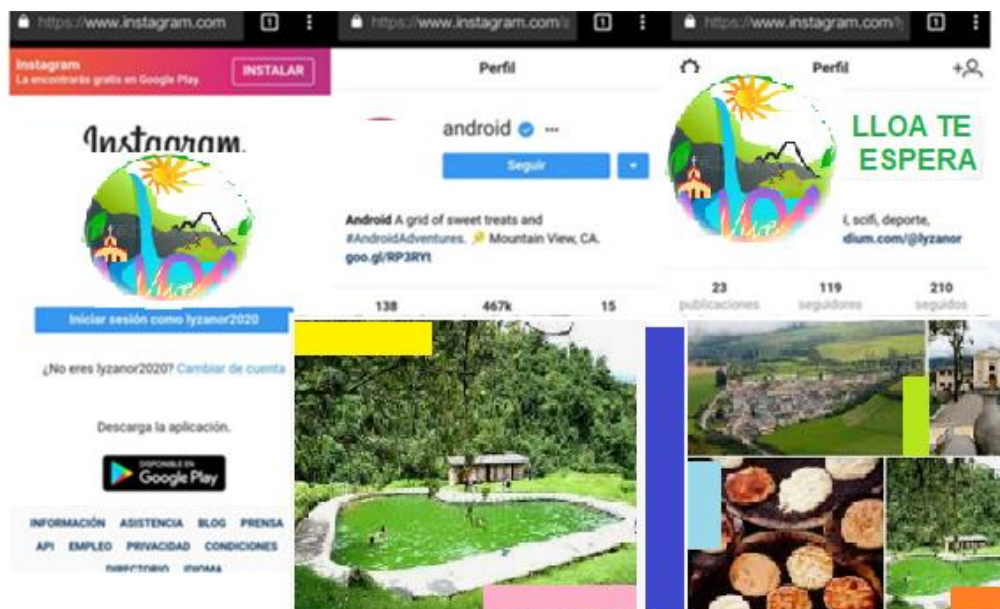 https://www.instagram.com
1
Instagram
La encontrarás gratis en Google Play.
INSTALAR
Instagram
Iniciar sesión como lyzanor2020
¿No eres lyzanor2020? Cambiar de cuenta
Descarga la aplicación.
DISPONIBLE EN
Google Play
INFORMACIÓN ASISTENCIA BLOG PRENSA
API EMPLEO PRIVACIDAD CONDICIONES
DIRECTORIO IDIOMA
https://www.instagram.com/
1
Perfil
android
Seguir
Android A grid of sweet treats and
#AndroidAdventures. Mountain View, CA.
goo.gl/RP3RYt
138 467k 15
https://www.instagram.com/
1
Perfil
LLOA TE
ESPERA
l, scifi, deporte,
dium.com/@lyzanor
23 119 210
publicaciones seguidores seguidos